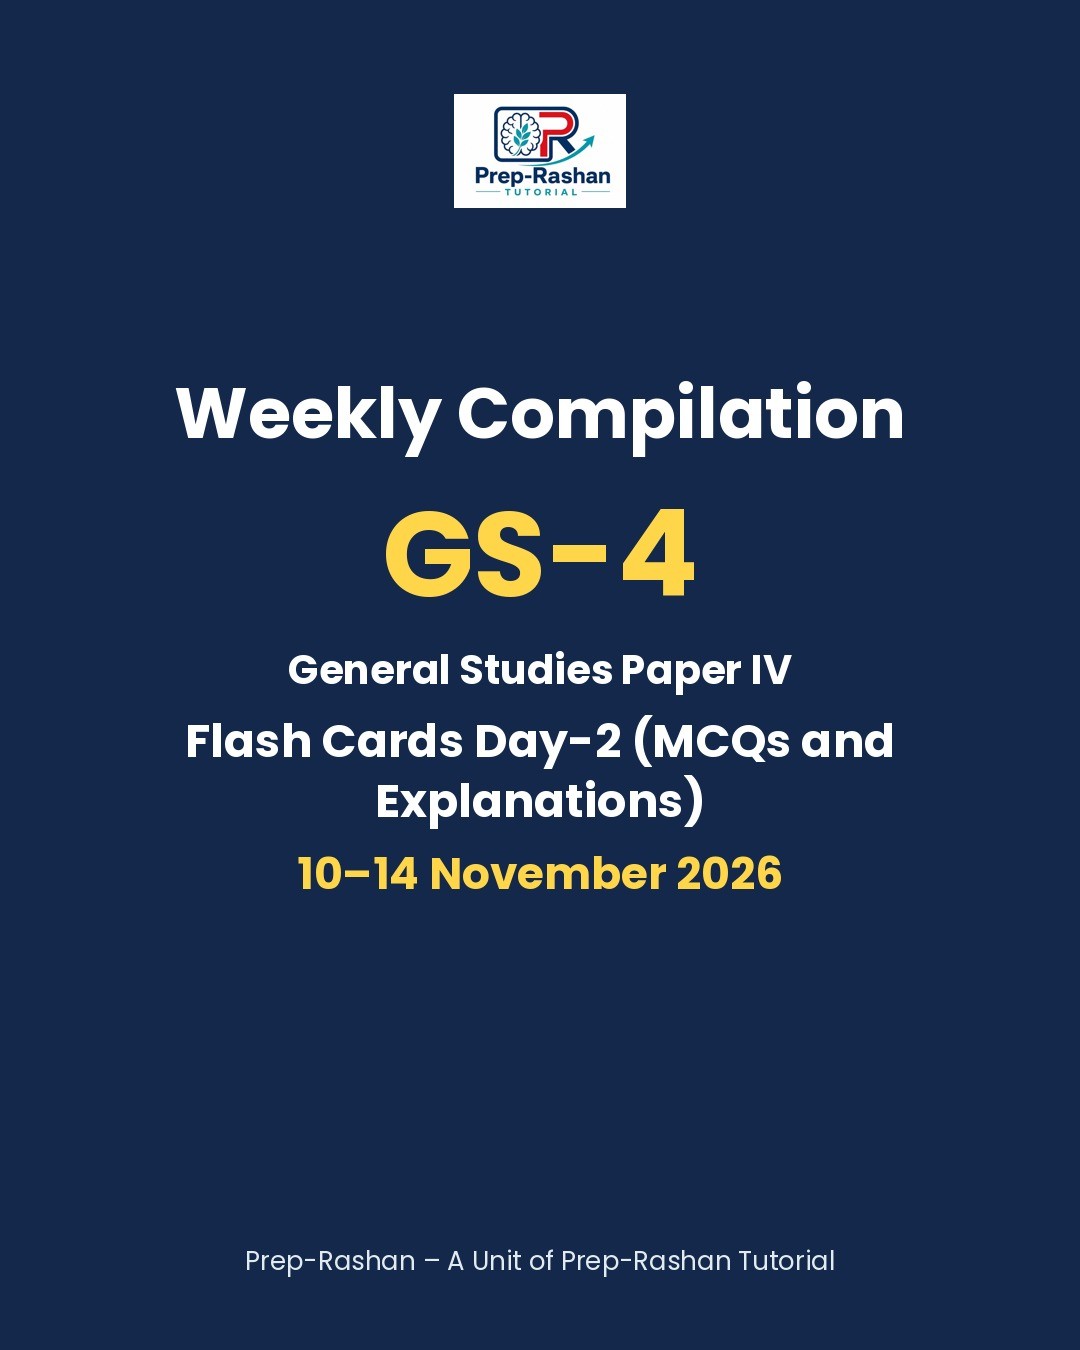 Prep-Rashan
TUTORIAL
Weekly Compilation
GS-4
General Studies Paper IV
Flash Cards Day-2 (MCQs and
Explanations)
10–14 November 2026
Prep-Rashan – A Unit of Prep-Rashan Tutorial